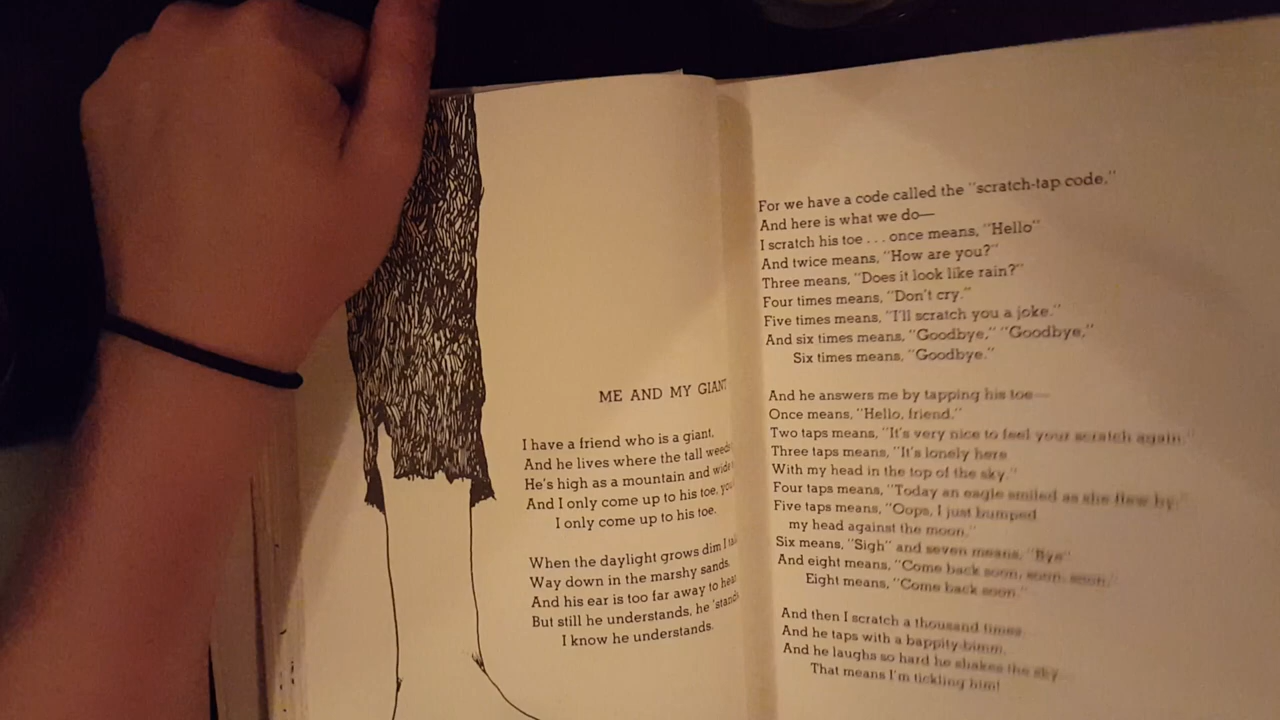 ME AND MY GIANT
I have a friend who is a giant,
And he lives where the tall weeds
He's high as a mountain and wide
And I only come up to his toe, you
I only come up to his toe.
When the daylight grows dim I
Way down in the marshy sands,
And his ear is too far away to hear
But still he understands, he 'stands
I know he understands.
For we have a code called the "scratch-tap code,"
And here is what we do—
I scratch his toe . . . once means, "Hello"
And twice means, "How are you?"
Three means, "Does it look like rain?"
Four times means, "Don't cry."
Five times means, "I'll scratch you a joke."
And six times means, "Goodbye," "Goodbye,"
Six times means, "Goodbye."
And he answers me by tapping his toe—
Once means, "Hello, friend."
Two taps means, "It's very nice to feel your scratch again."
Three taps means, "It's lonely here
With my head in the top of the sky."
Four taps means, "Today an eagle smiled as she flew by."
Five taps means, "Oops, I just bumped
my head against the moon."
Six means, "Sigh" and seven means, "Bye"
And eight means, "Come back soon, soon, soon,"
Eight means, "Come back soon."
And then I scratch a thousand times,
And he taps with a bappity-bimm,
And he laughs so hard he shakes the sky—
That means I'm tickling him!